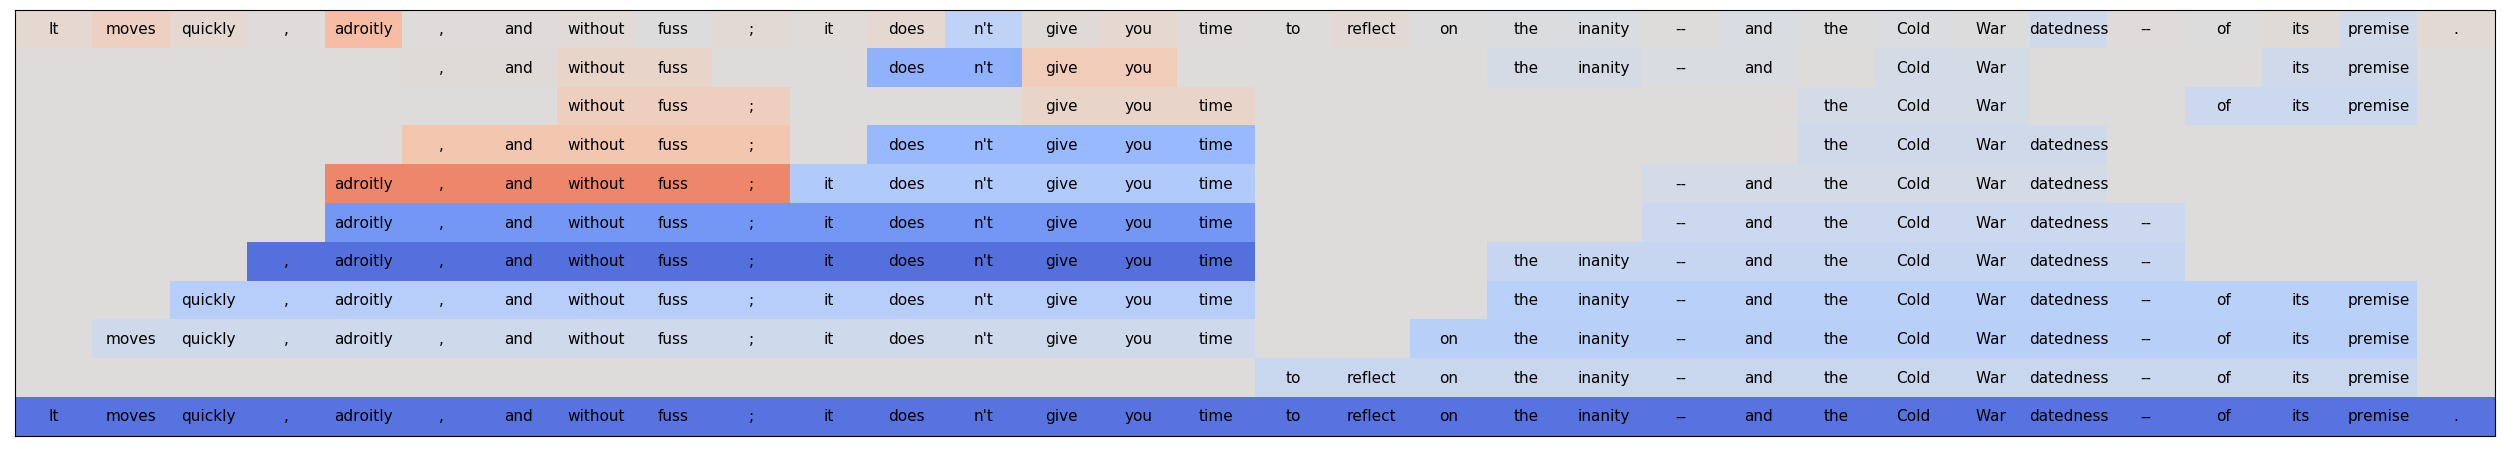 It moves quickly , adroitly , and without fuss ; it does n't give you time to reflect on the inanity -- and the Cold War datedness -- of its premise .
, and without fuss does n't give you the inanity -- and Cold War its premise
without fuss ; give you time the Cold War of its premise
, and without fuss ; does n't give you time the Cold War datedness
adroitly , and without fuss ; it does n't give you time -- and the Cold War datedness
adroitly , and without fuss ; it does n't give you time -- and the Cold War datedness --
, adroitly , and without fuss ; it does n't give you time the inanity -- and the Cold War datedness --
quickly , adroitly , and without fuss ; it does n't give you time the inanity -- and the Cold War datedness -- of its premise
moves quickly , adroitly , and without fuss ; it does n't give you time on the inanity -- and the Cold War datedness -- of its premise
to reflect on the inanity -- and the Cold War datedness -- of its premise
It moves quickly , adroitly , and without fuss ; it does n't give you time to reflect on the inanity -- and the Cold War datedness -- of its premise .